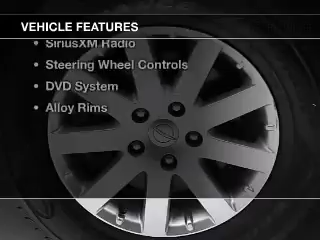 VEHICLE FEATURES
• SiriusXM Radio
• Steering Wheel Controls
• DVD System
• Alloy Rims